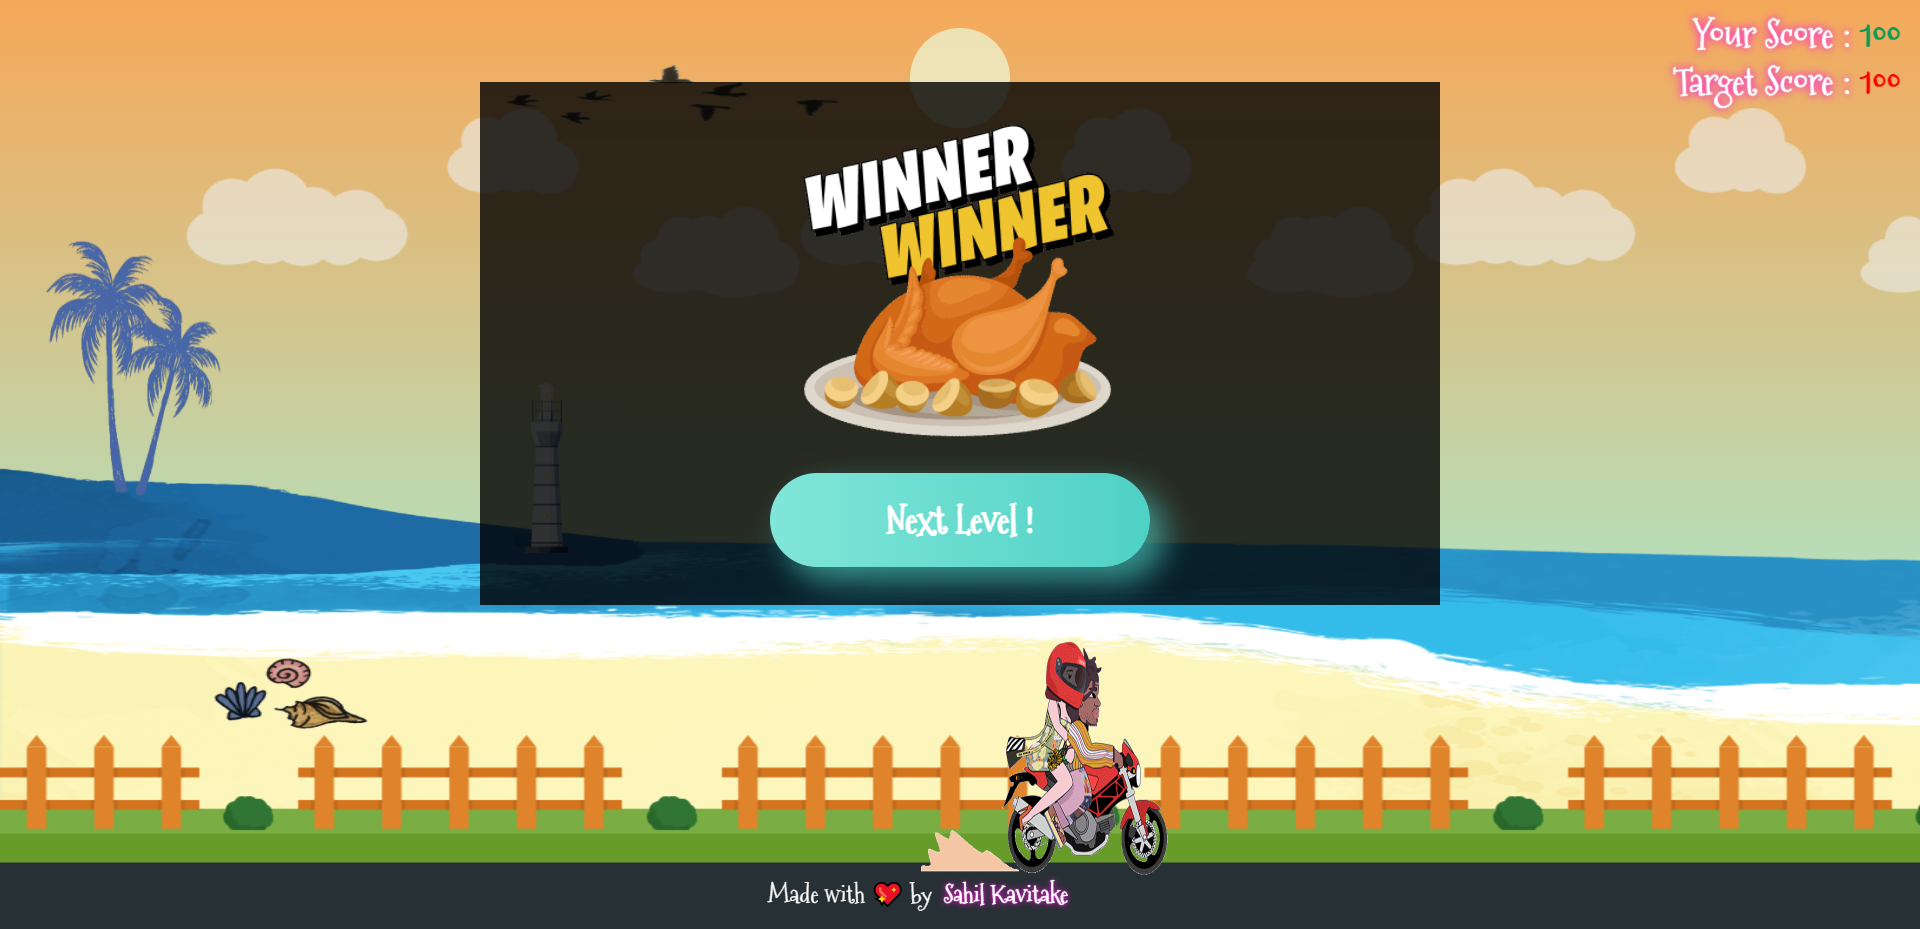 Your Score : 100
Target Score : 100
WINNER
WINNER
Next Level !
Made with 💖 by Sahil Kavitake